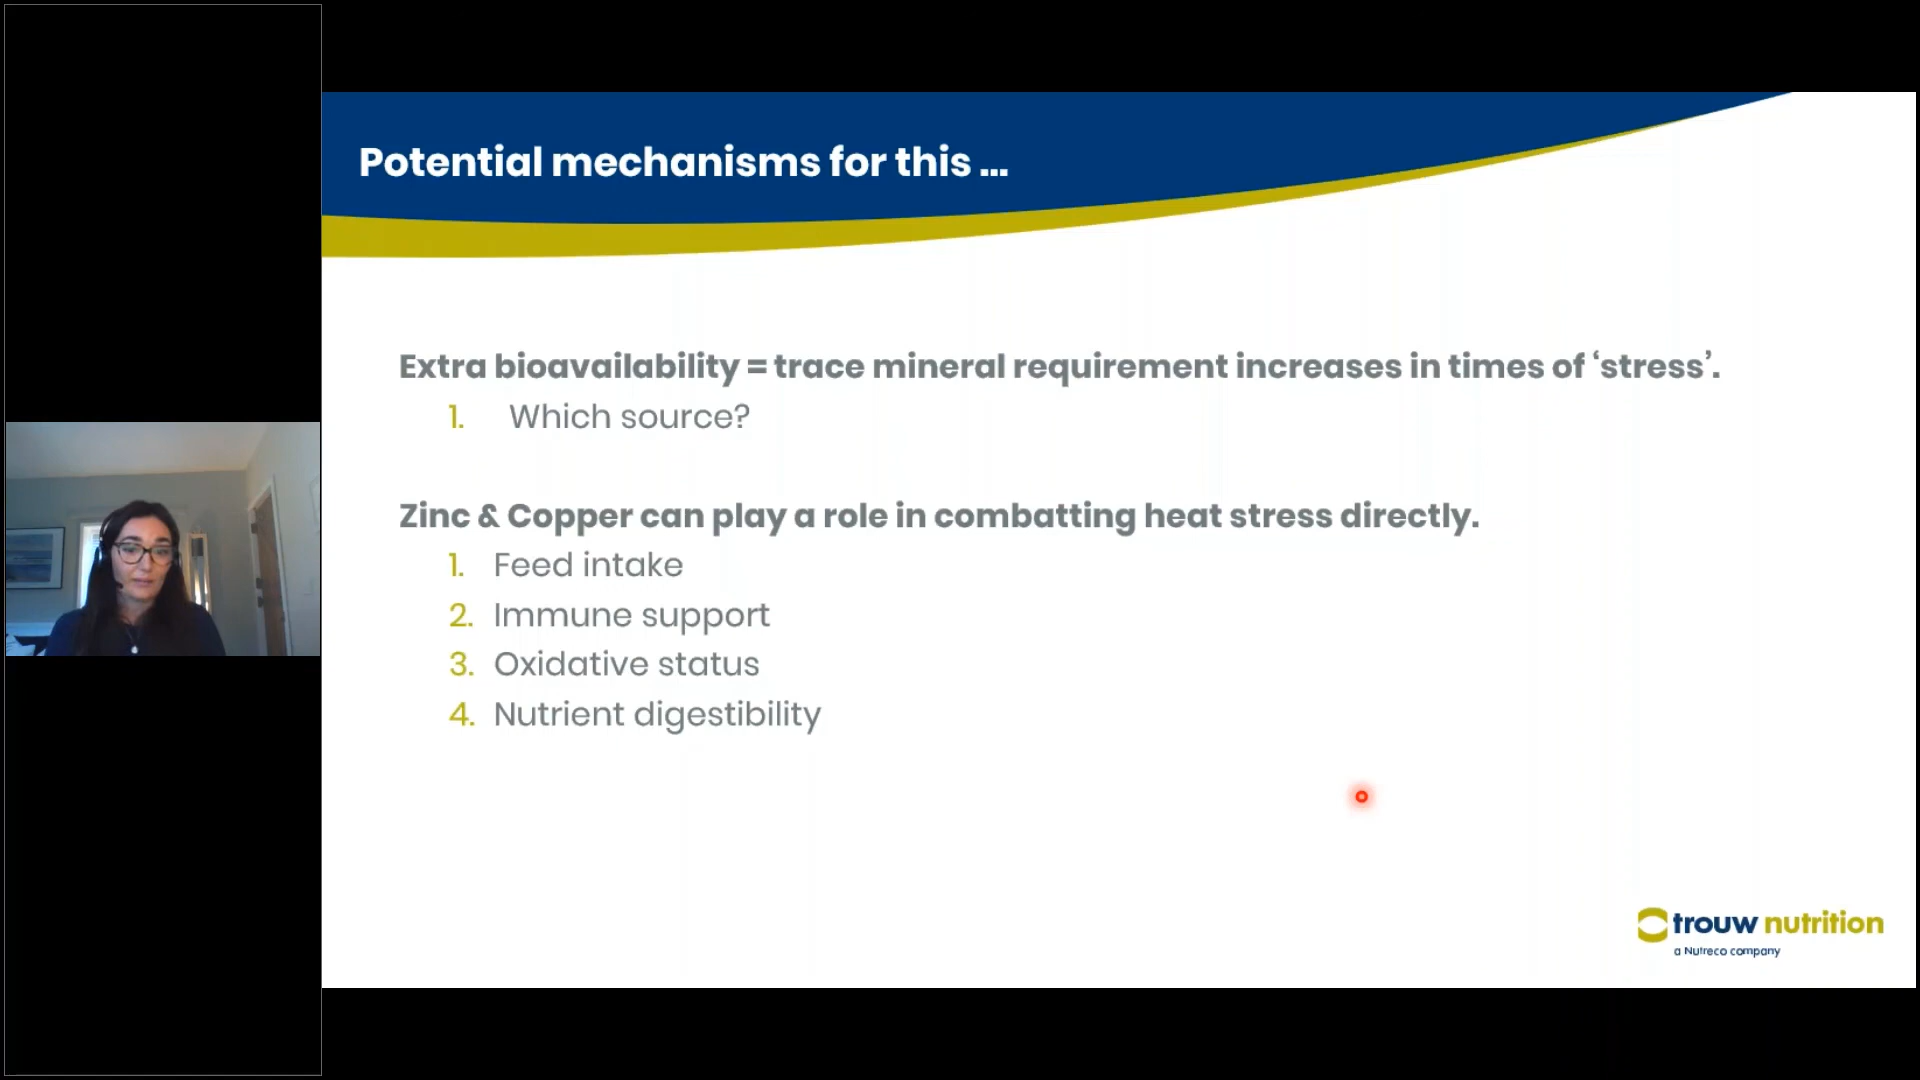 Potential mechanisms for this ...
Extra bioavailability = trace mineral requirement increases in times of ‘stress’.
1. Which source?
Zinc & Copper can play a role in combatting heat stress directly.
1. Feed intake
2. Immune support
3. Oxidative status
4. Nutrient digestibility
trouw nutrition
a Nutreco company